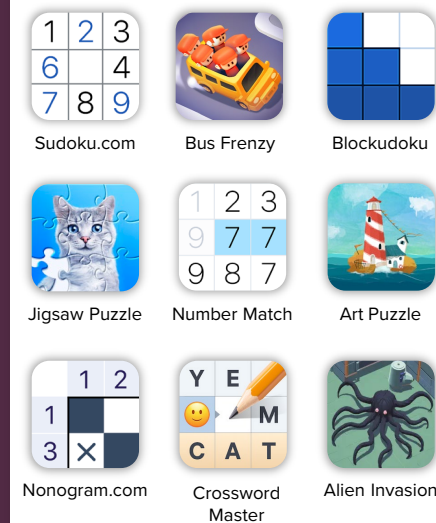 1 2 3
6 4
7 8 9
Sudoku.com
Bus Frenzy
Blockudoku
1 2 3
9 7 7
9 8 7
Jigsaw Puzzle
Number Match
Art Puzzle
1 2
1
3 ×
Y E
M
C A T
Nonogram.com
Crossword
Master
Alien Invasion